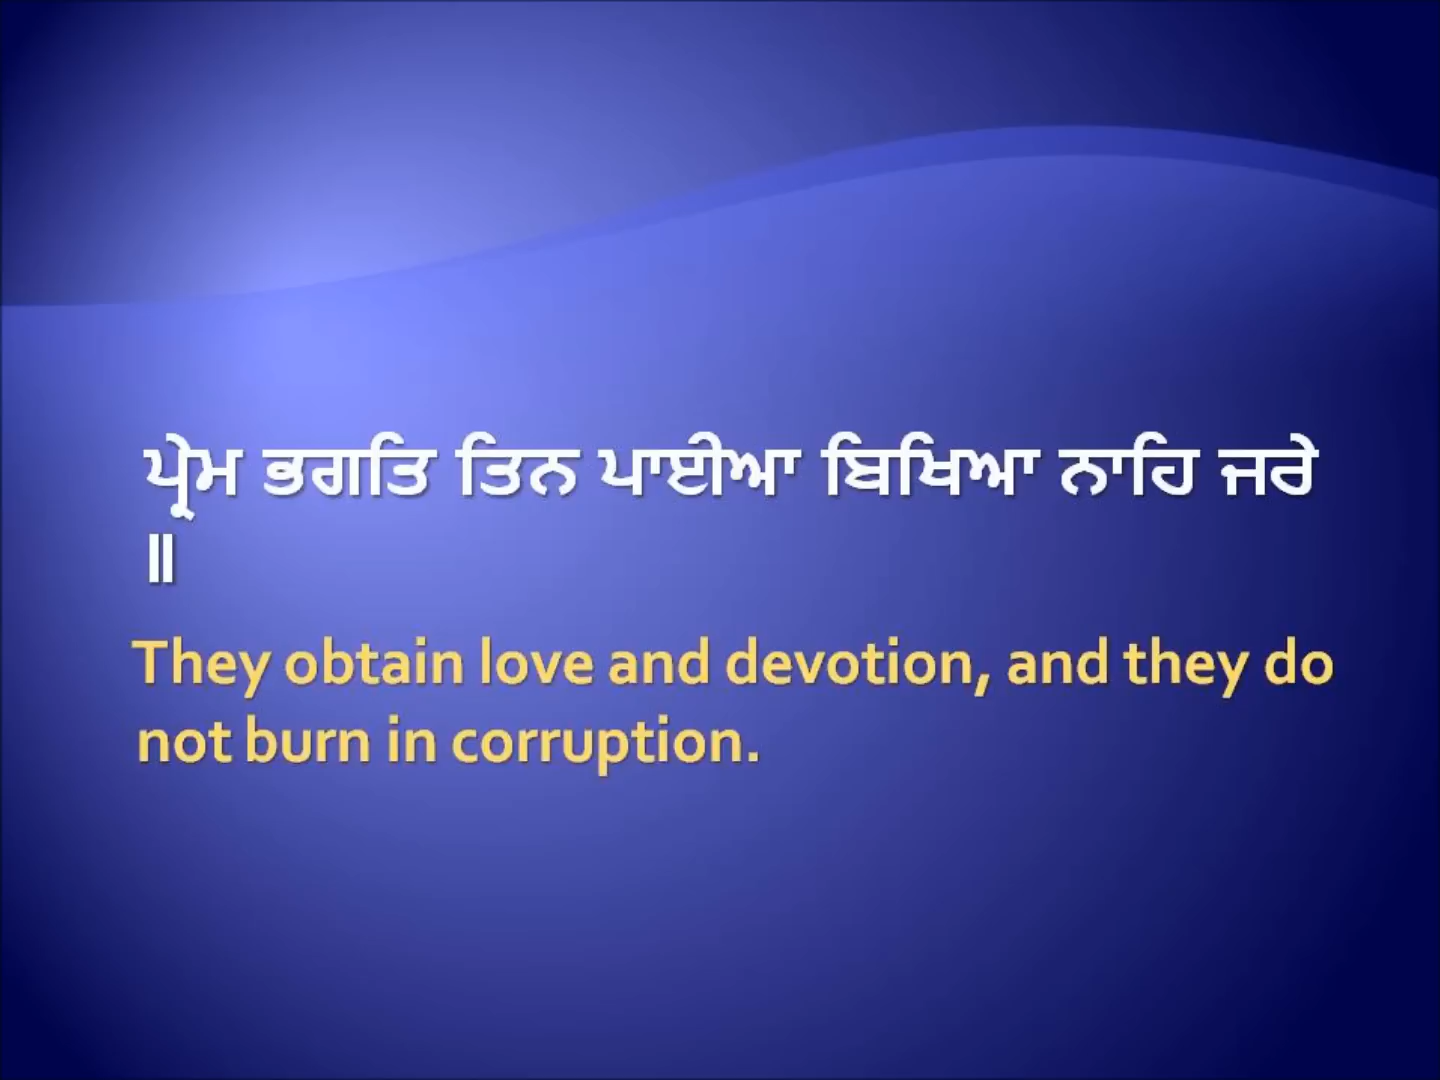 ਪ੍ਰੇਮ ਭਗਤਿ ਤਿਨ ਪਾਈਆ ਬਿਖਿਆ ਨਾਹਿ ਜਰੇ
॥
They obtain love and devotion, and they do
not burn in corruption.